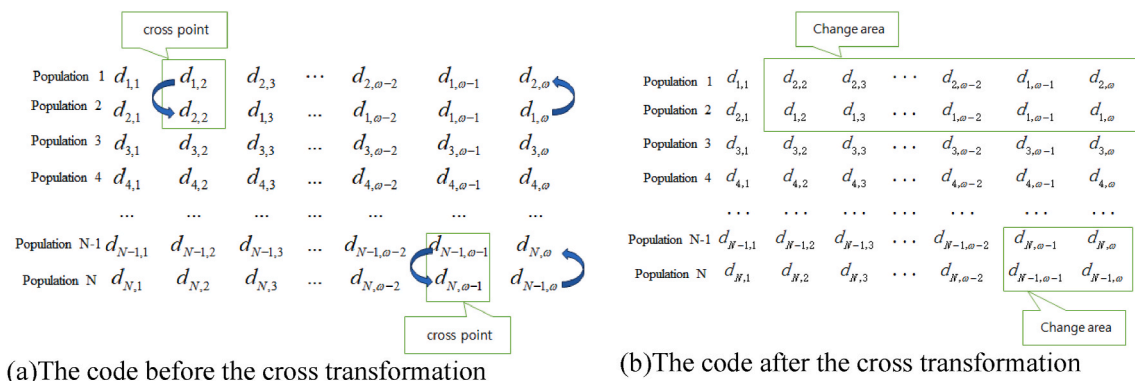 cross point
Population 1 d1,1 d1,2 d2,3 ... d2,ω−2 d1,ω−1 d2,ω
Population 2 d2,1 d2,2 d1,3 ... d1,ω−2 d1,ω−1 d1,ω
Population 3 d3,1 d3,2 d3,3 ... d3,ω−2 d3,ω−1 d3,ω
Population 4 d4,1 d4,2 d4,3 ... d4,ω−2 d4,ω−1 d4,ω
... ... ... ... ... ... ...
Population N-1 dN−1,1 dN−1,2 dN−1,3 ... dN−1,ω−2 dN−1,ω−1 dN,ω
Population N dN,1 dN,2 dN,3 ... dN,ω−2 dN,ω−1 dN−1,ω
cross point
(a)The code before the cross transformation
Change area
Population 1 d1,1 d2,2 d2,3 ... d2,ω−2 d1,ω−1 d2,ω
Population 2 d2,1 d1,2 d1,3 ... d1,ω−2 d1,ω−1 d1,ω
Population 3 d3,1 d3,2 d3,3 ... d3,ω−2 d3,ω−1 d3,ω
Population 4 d4,1 d4,2 d4,3 ... d4,ω−2 d4,ω−1 d4,ω
... ... ... ... ... ... ...
Population N-1 dN−1,1 dN−1,2 dN−1,3 ... dN−1,ω−2 dN,ω−1 dN,ω
Population N dN,1 dN,2 dN,3 ... dN,ω−2 dN−1,ω−1 dN−1,ω
Change area
(b)The code after the cross transformation